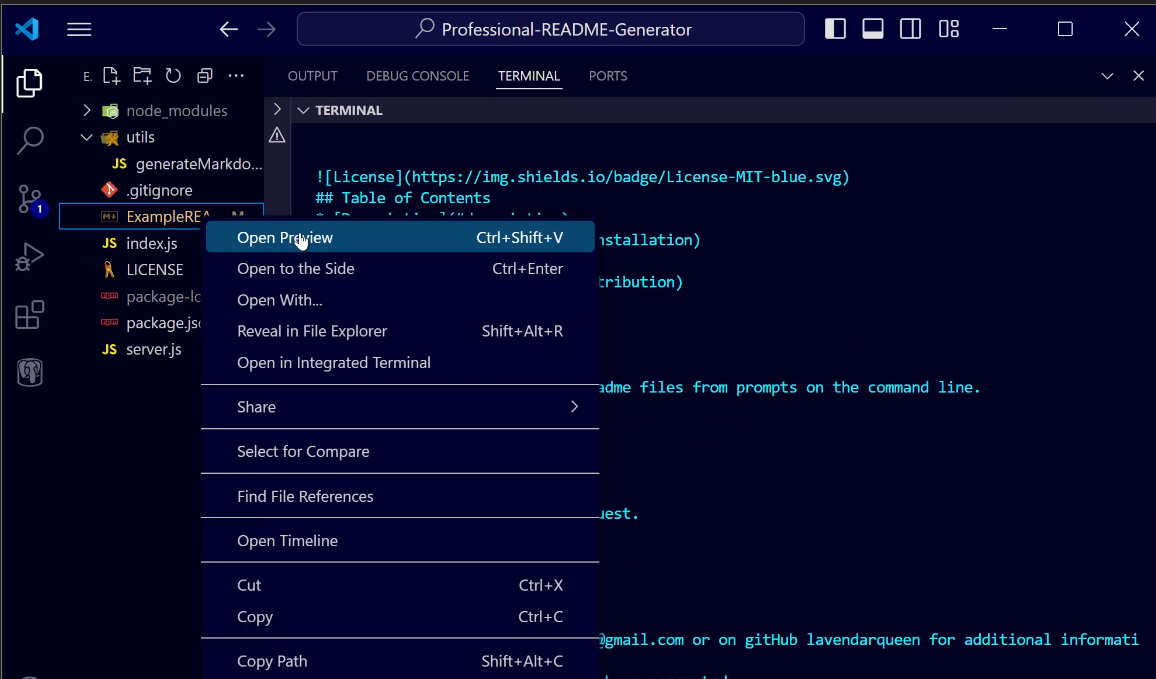 Professional-README-Generator
E.
OUTPUT DEBUG CONSOLE TERMINAL PORTS
node_modules
TERMINAL
utils
JS generateMarkdo...
![License](https://img.shields.io/badge/License-MIT-blue.svg)
.gitignore
## Table of Contents
1
ExampleREA M
Open Preview Ctrl+Shift+V
JS index.js
nstallation)
LICENSE
Open to the Side Ctrl+Enter
tribution)
package-lc
Open With...
package.jsc
Reveal in File Explorer Shift+Alt+R
JS server.js
Open in Integrated Terminal
adme files from prompts on the command line.
Share
Select for Compare
Find File References
uest.
Open Timeline
Cut Ctrl+X
Copy Ctrl+C
@gmail.com or on gitHub lavendarqueen for additional informati
Copy Path Shift+Alt+C